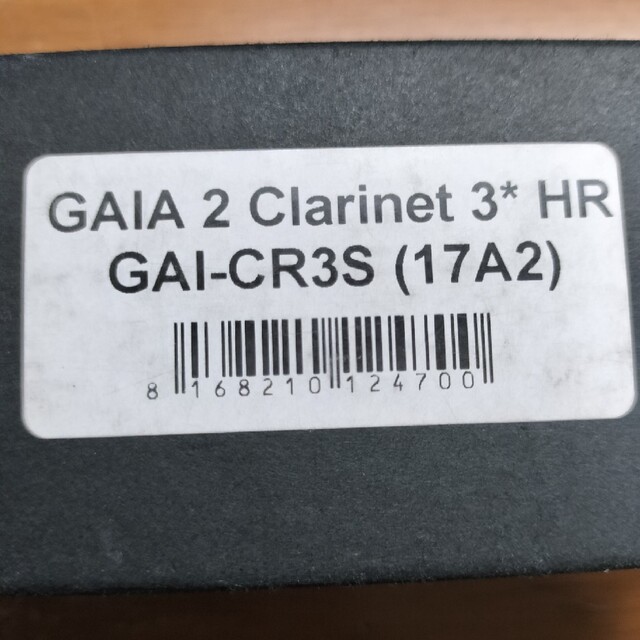 GAIA 2 Clarinet 3* HR
GAI-CR3S (17A2)
8 168210 124700